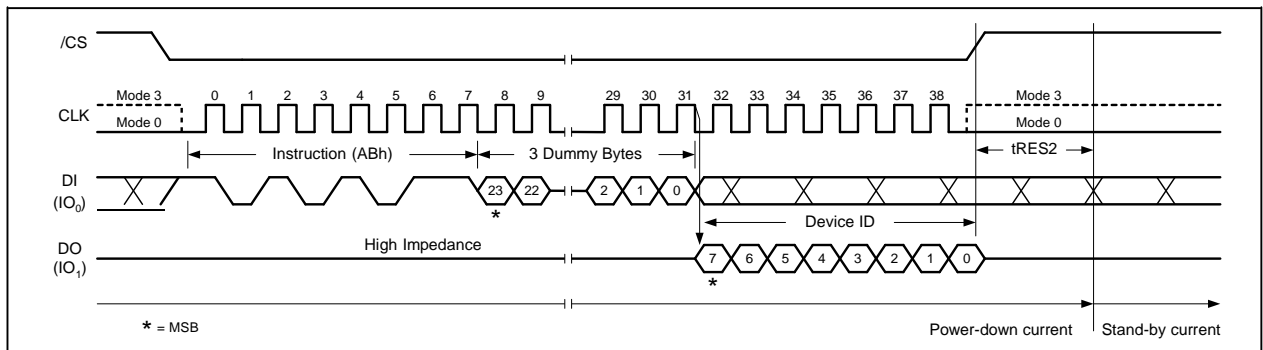 /CS
Mode 3 0 1 2 3 4 5 6 7 8 9 29 30 31 32 33 34 35 36 37 38 Mode 3
CLK
Mode 0 Mode 0
Instruction (ABh) 3 Dummy Bytes tRES2
DI
(IO0)
23 22 2 1 0
*
Device ID
High Impedance
DO
(IO1)
7 6 5 4 3 2 1 0
*
* = MSB
Power-down current Stand-by current